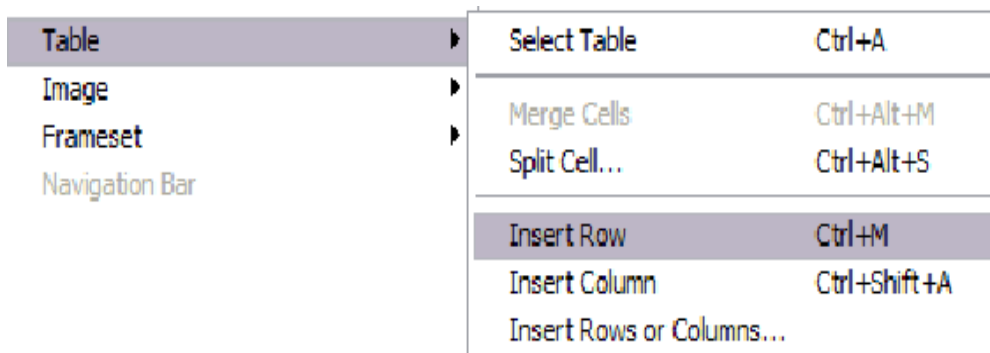 Table
Image
Frameset
Navigation Bar
Select Table Ctrl+A
Merge Cells Ctrl+Alt+M
Split Cell... Ctrl+Alt+S
Insert Row Ctrl+M
Insert Column Ctrl+Shift+A
Insert Rows or Columns...